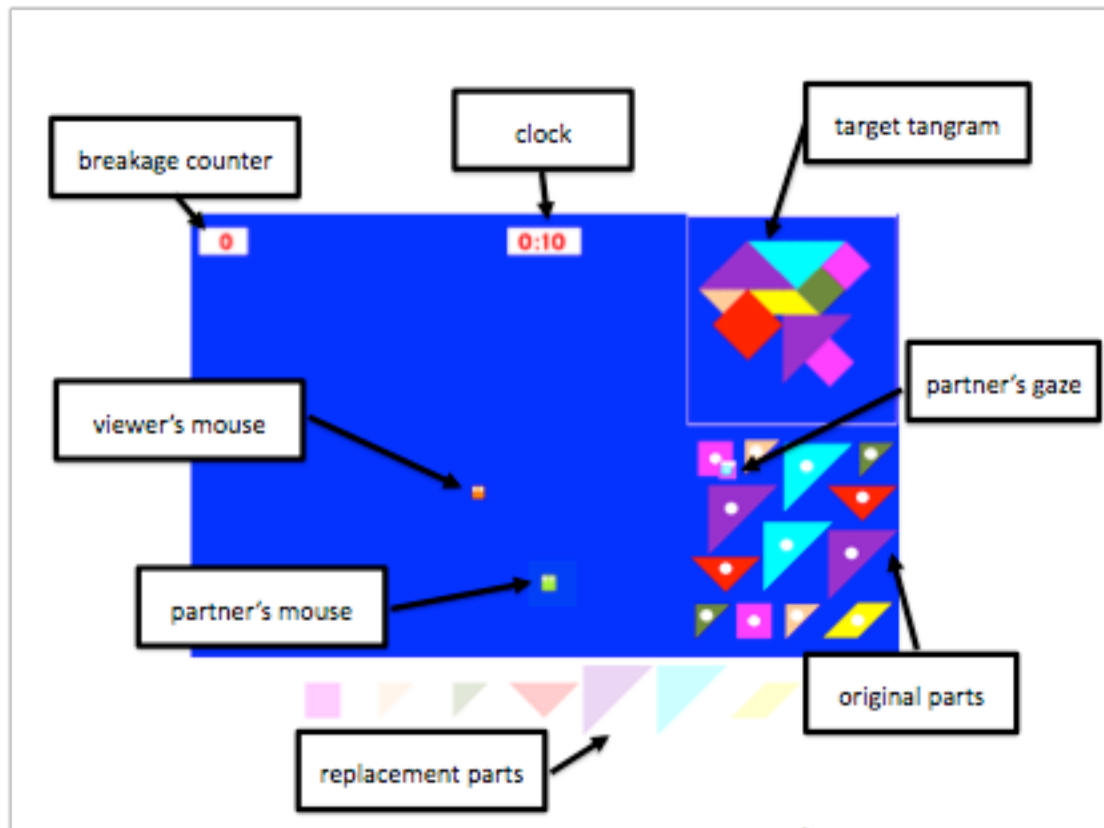 clock
target tangram
breakage counter
0
0:10
partner's gaze
viewer's mouse
partner's mouse
original parts
replacement parts